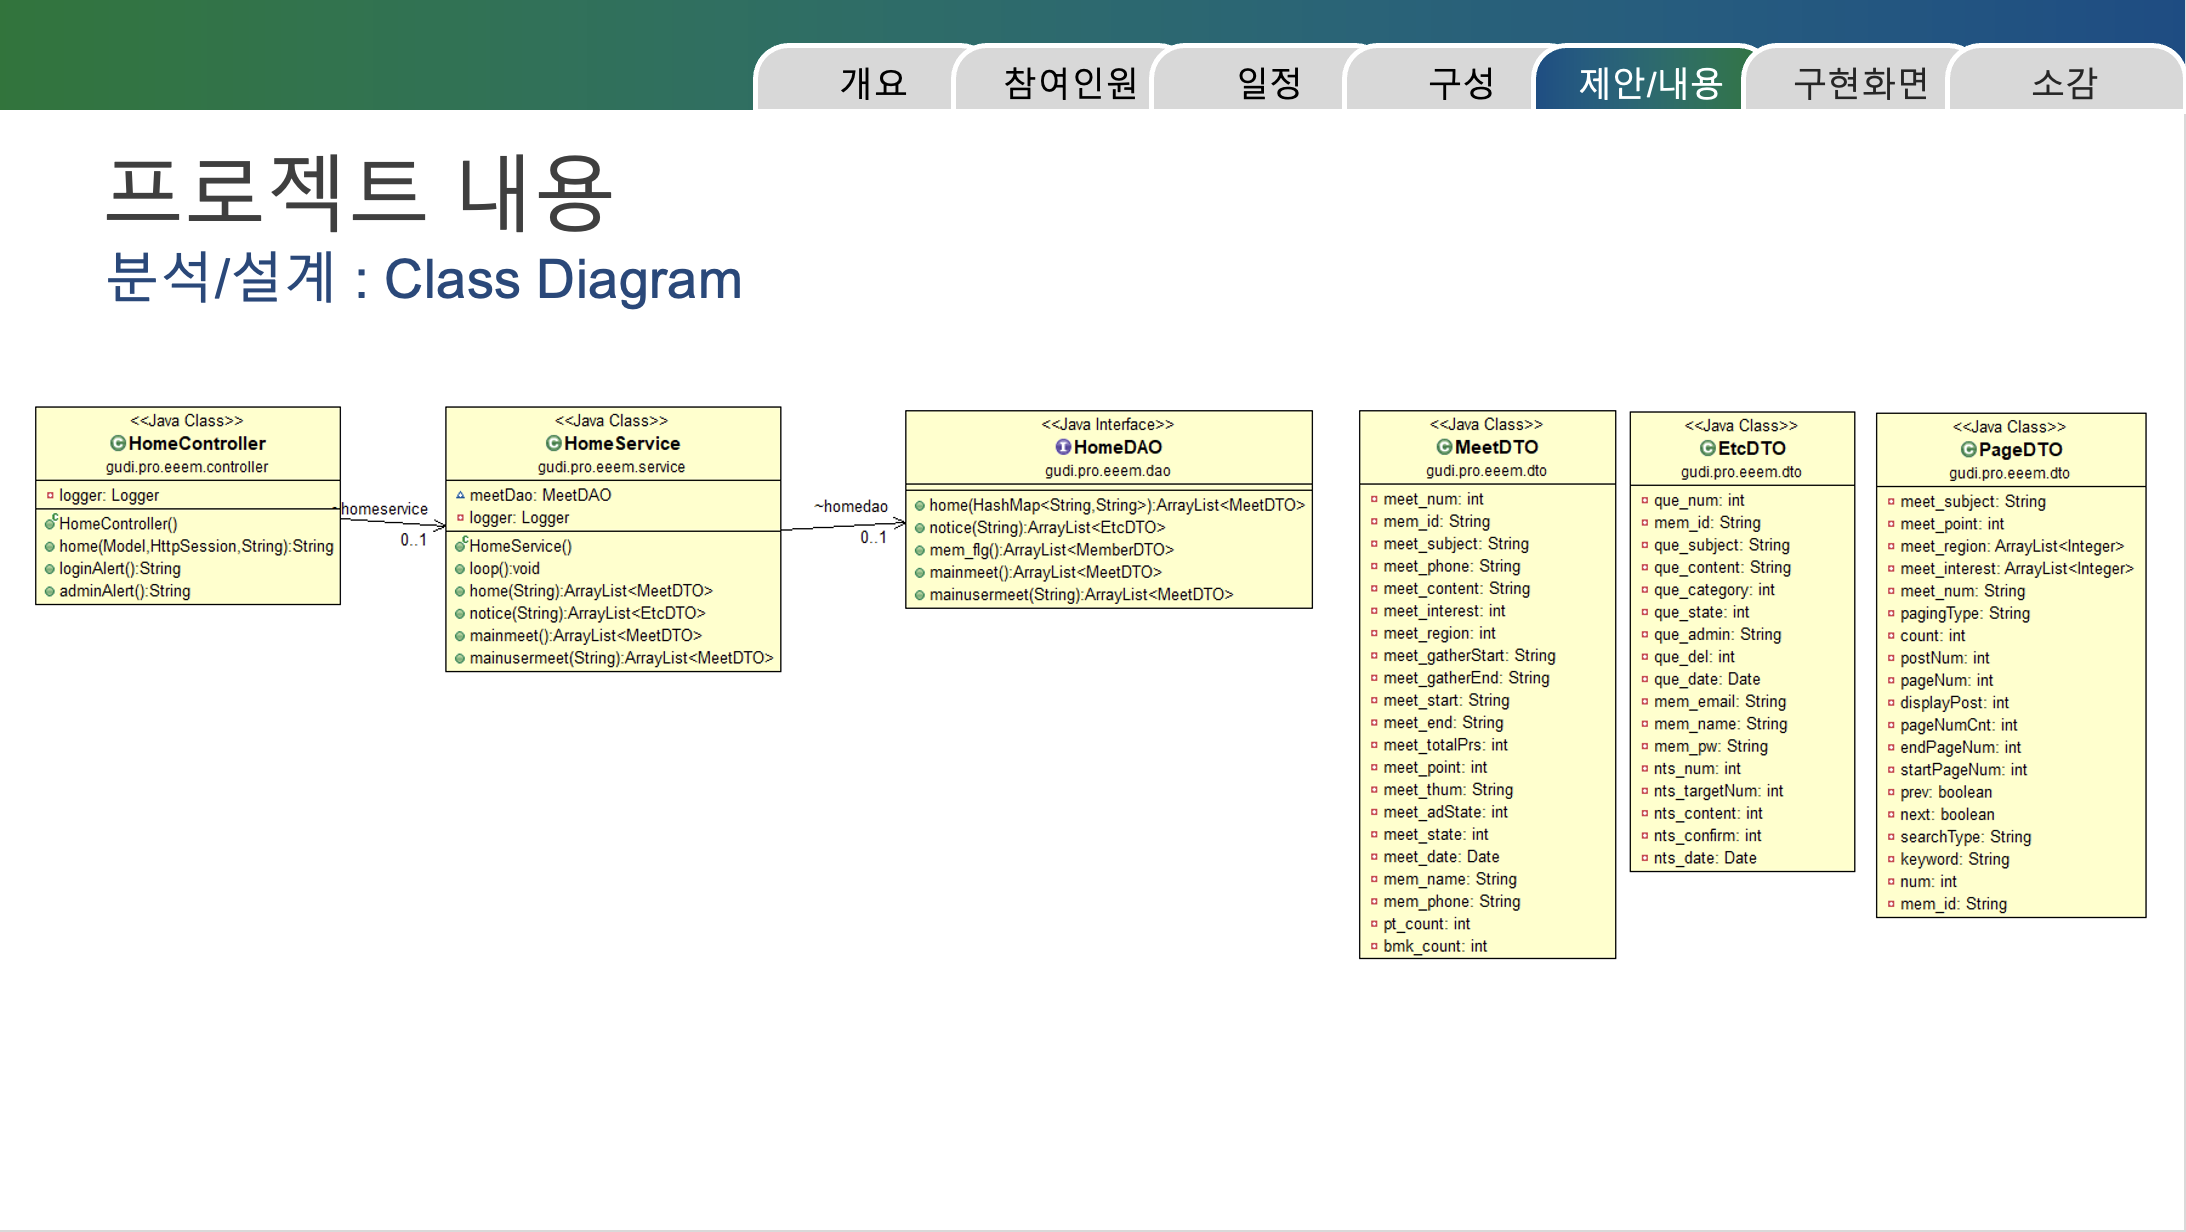 개요
참여인원
일정
구성
제안/내용
구현화면
소감
프로젝트 내용
분석/설계 : Class Diagram
<<Java Class>>
HomeController
gudi.pro.eeem.controller
logger: Logger
HomeController()
home(Model,HttpSession,String):String
loginAlert():String
adminAlert():String
~homeservice
0..1
<<Java Class>>
HomeService
gudi.pro.eeem.service
meetDao: MeetDAO
logger: Logger
HomeService()
loop():void
home(String):ArrayList<MeetDTO>
notice(String):ArrayList<EtcDTO>
mainmeet():ArrayList<MeetDTO>
mainusermeet(String):ArrayList<MeetDTO>
~homedao
0..1
<<Java Interface>>
HomeDAO
gudi.pro.eeem.dao
home(HashMap<String,String>):ArrayList<MeetDTO>
notice(String):ArrayList<EtcDTO>
mem_flg():ArrayList<MemberDTO>
mainmeet():ArrayList<MeetDTO>
mainusermeet(String):ArrayList<MeetDTO>
<<Java Class>>
MeetDTO
gudi.pro.eeem.dto
meet_num: int
mem_id: String
meet_subject: String
meet_phone: String
meet_content: String
meet_interest: int
meet_region: int
meet_gatherStart: String
meet_gatherEnd: String
meet_start: String
meet_end: String
meet_totalPrs: int
meet_point: int
meet_thum: String
meet_adState: int
meet_state: int
meet_date: Date
mem_name: String
mem_phone: String
pt_count: int
bmk_count: int
<<Java Class>>
EtcDTO
gudi.pro.eeem.dto
que_num: int
mem_id: String
que_subject: String
que_content: String
que_category: int
que_state: int
que_admin: String
que_del: int
que_date: Date
mem_email: String
mem_name: String
mem_pw: String
nts_num: int
nts_targetNum: int
nts_content: int
nts_confirm: int
nts_date: Date
<<Java Class>>
PageDTO
gudi.pro.eeem.dto
meet_subject: String
meet_point: int
meet_region: ArrayList<Integer>
meet_interest: ArrayList<Integer>
meet_num: String
pagingType: String
count: int
postNum: int
pageNum: int
displayPost: int
pageNumCnt: int
endPageNum: int
startPageNum: int
prev: boolean
next: boolean
searchType: String
keyword: String
num: int
mem_id: String